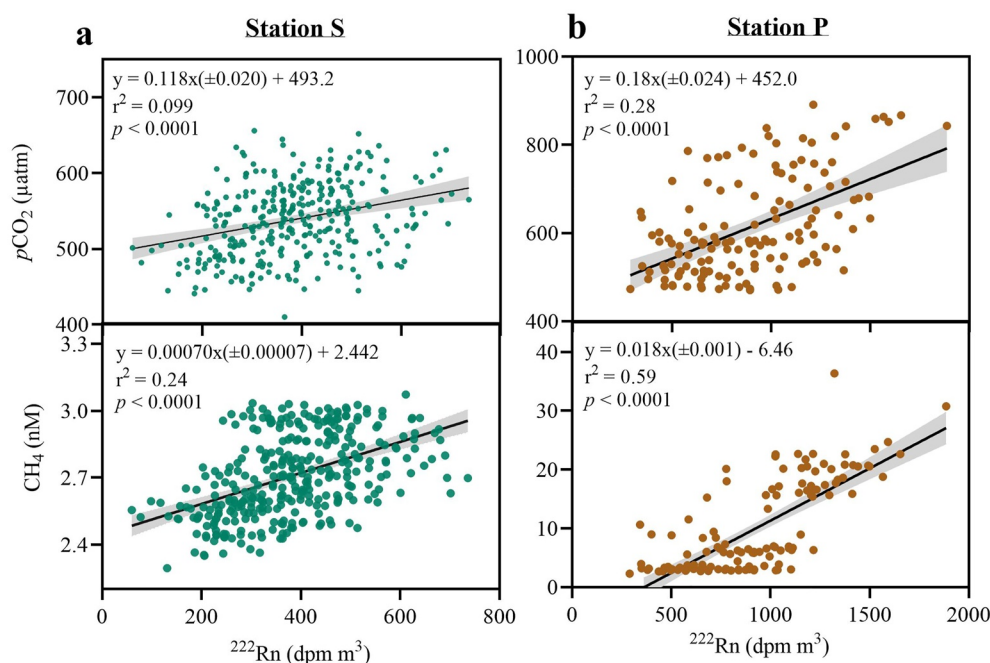 a
Station S
b
Station P
y = 0.118x(±0.020) + 493.2
r² = 0.099
p < 0.0001
700
600
500
400
pCO₂ (µatm)
y = 0.18x(±0.024) + 452.0
r² = 0.28
p < 0.0001
1000
800
600
400
y = 0.00070x(±0.00007) + 2.442
r² = 0.24
p < 0.0001
3.3
3.0
2.7
2.4
CH₄ (nM)
y = 0.018x(±0.001) - 6.46
r² = 0.59
p < 0.0001
40
30
20
10
0
0 200 400 600 800
²²²Rn (dpm m³)
0 500 1000 1500 2000
²²²Rn (dpm m³)